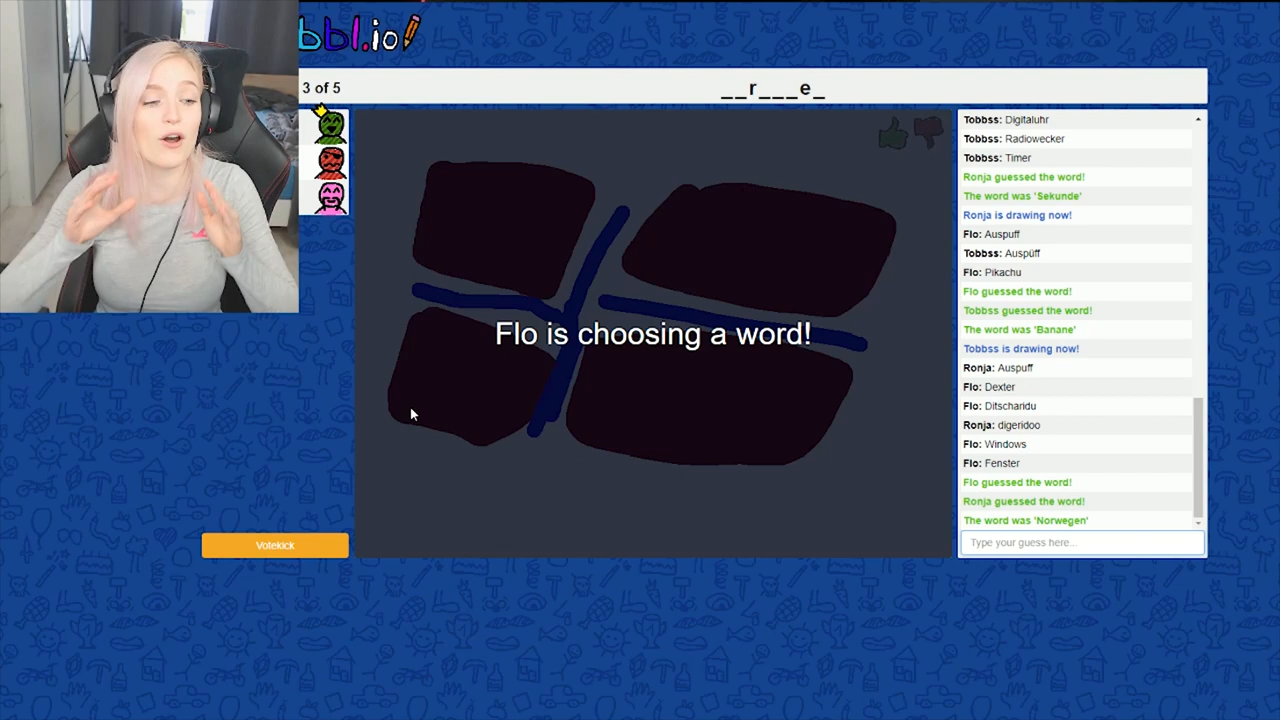 bbl.io
3 of 5
__r___e_
Tobbss: Digitaluhr
Tobbss: Radiowecker
Tobbss: Timer
Ronja guessed the word!
The word was 'Sekunde'
Ronja is drawing now!
Flo: Auspuff
Tobbss: Auspüff
Flo: Pikachu
Flo guessed the word!
Tobbss guessed the word!
The word was 'Banane'
Tobbss is drawing now!
Ronja: Auspuff
Flo: Dexter
Flo: Ditscharidu
Ronja: digeridoo
Flo: Windows
Flo: Fenster
Flo guessed the word!
Ronja guessed the word!
The word was 'Norwegen'
Type your guess here...
Flo is choosing a word!
Votekick